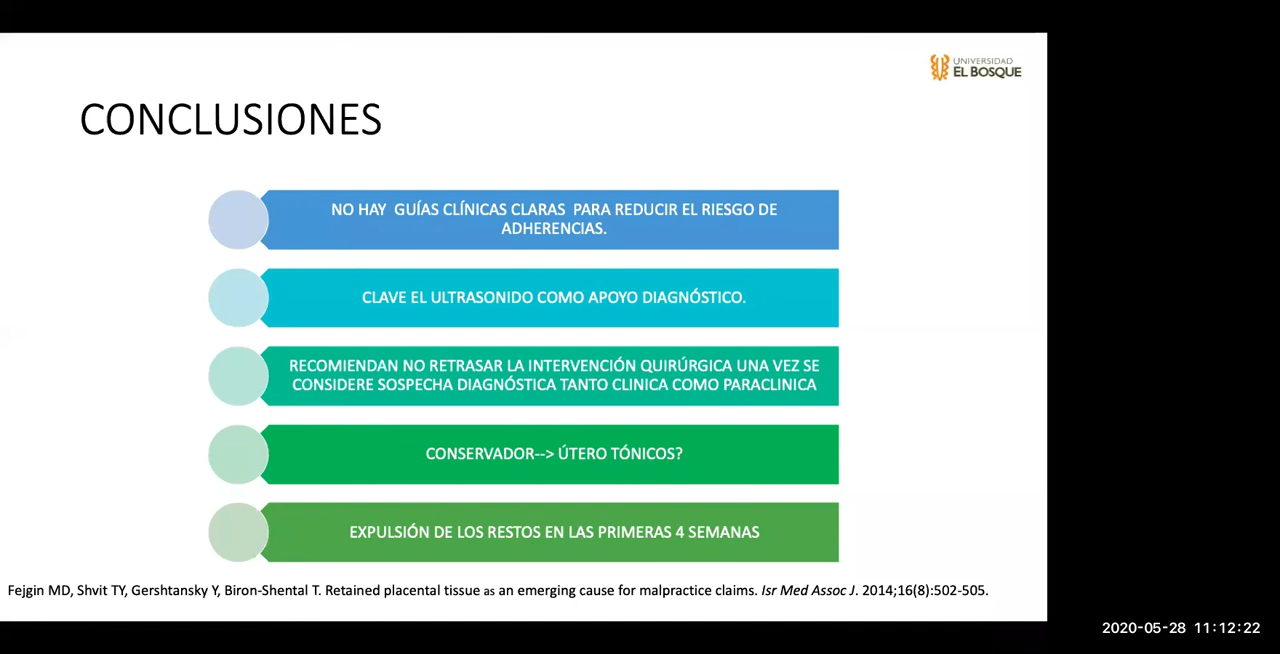 UNIVERSIDAD
EL BOSQUE
CONCLUSIONES
NO HAY GUÍAS CLÍNICAS CLARAS PARA REDUCIR EL RIESGO DE
ADHERENCIAS.
CLAVE EL ULTRASONIDO COMO APOYO DIAGNÓSTICO.
RECOMIENDAN NO RETRASAR LA INTERVENCIÓN QUIRÚRGICA UNA VEZ SE
CONSIDERE SOSPECHA DIAGNÓSTICA TANTO CLINICA COMO PARACLINICA
CONSERVADOR--> ÚTERO TÓNICOS?
EXPULSIÓN DE LOS RESTOS EN LAS PRIMERAS 4 SEMANAS
Fejgin MD, Shvit TY, Gershtansky Y, Biron-Shental T. Retained placental tissue as an emerging cause for malpractice claims. Isr Med Assoc J. 2014;16(8):502-505.
2020-05-28 11:12:22